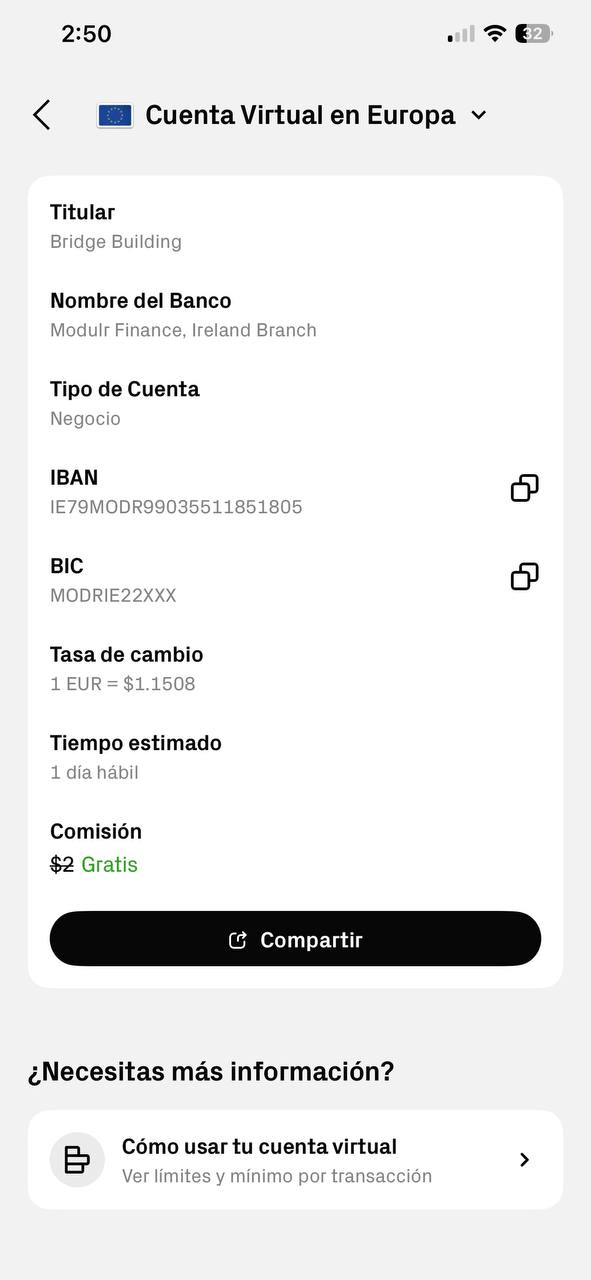 2:50
32
Cuenta Virtual en Europa
Titular
Bridge Building
Nombre del Banco
Modulr Finance, Ireland Branch
Tipo de Cuenta
Negocio
IBAN
IE79MODR99035511851805
BIC
MODRIE22XXX
Tasa de cambio
1 EUR = $1.1508
Tiempo estimado
1 día hábil
Comisión
$2 Gratis
Compartir
¿Necesitas más información?
Cómo usar tu cuenta virtual
Ver límites y mínimo por transacción